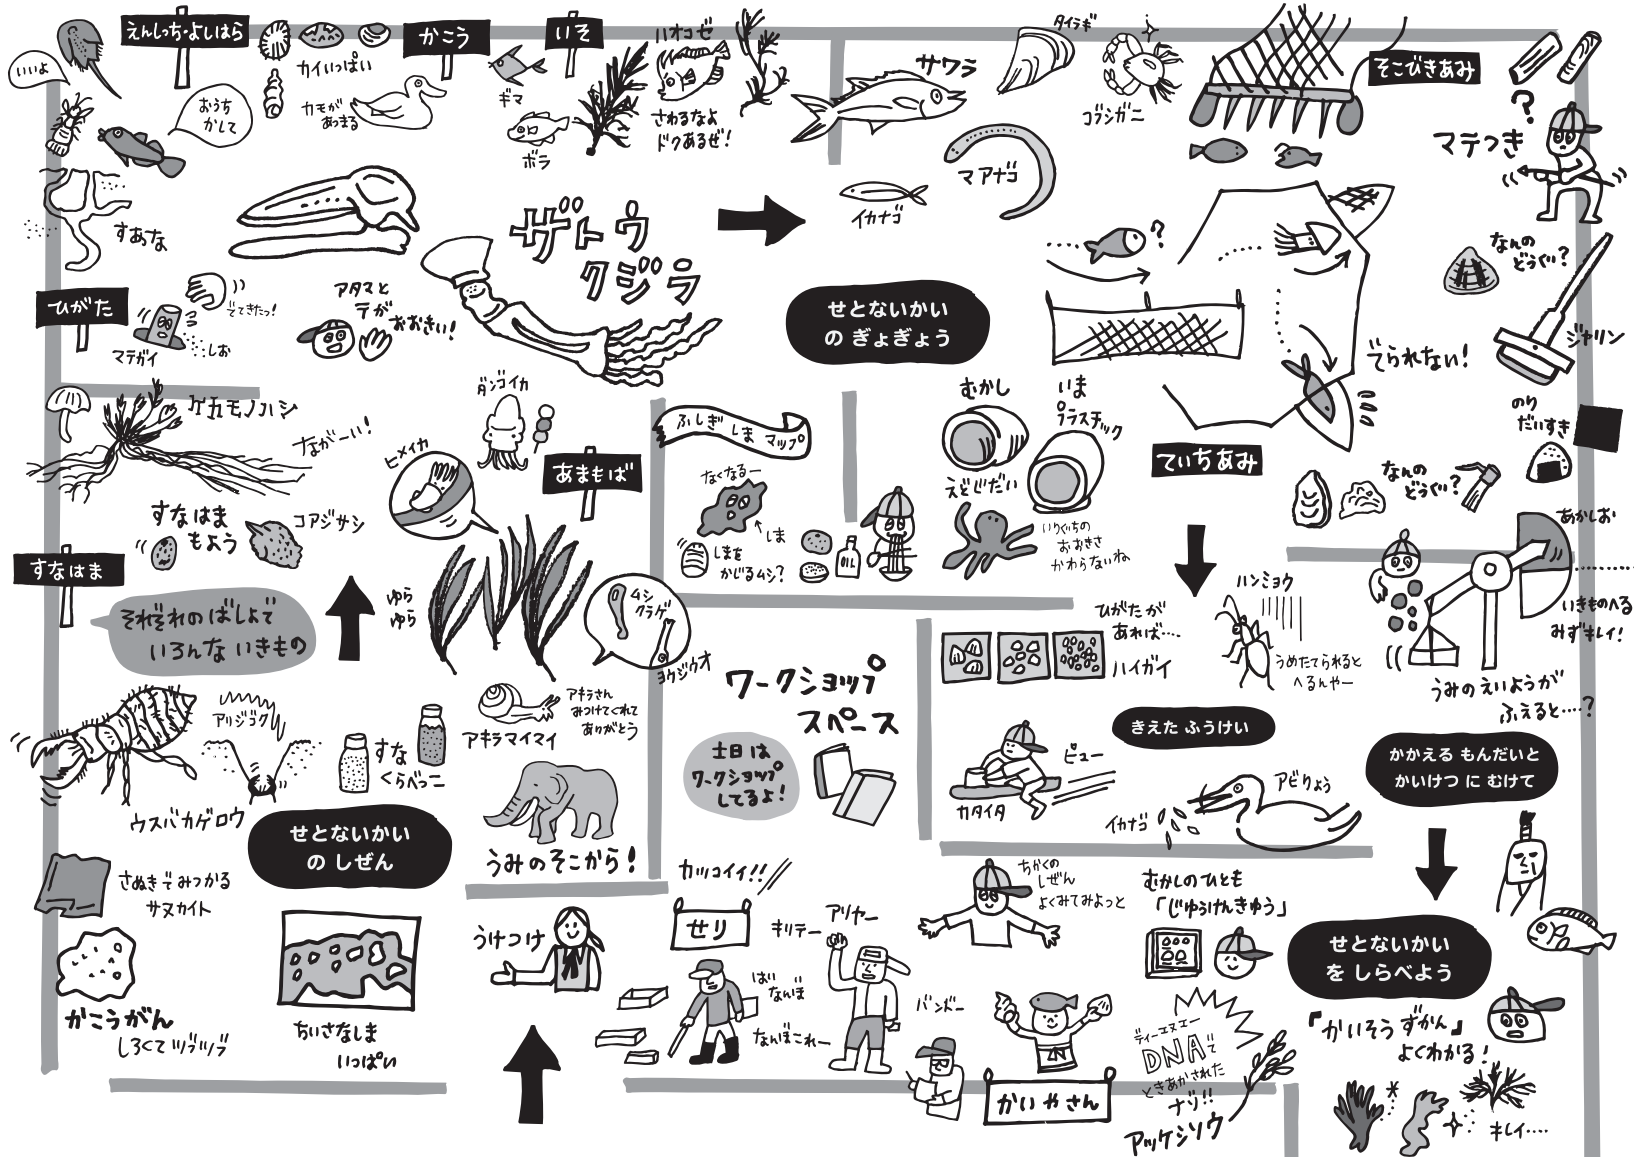 えんしっち・よしはら
いいよ
おうち
かして
カイいっぱい
カモが
あつまる
かこう
いそ
ギマ
ボラ
ハオコゼ
さわるなよ
ドクあるぜ！
サワラ
タイラギ
コブシガニ
そこびきあみ
マテつき
？
すあな
ザトウ
クジラ
イカナゴ
マアナゴ
？
なんの
どうぐ？
ジャリン
ひがた
でてきたっ！
マテガイ
しお
アタマと
テが
おおきい！
せとないかい
の ぎょぎょう
でられない！
ケカモノハシ
ながーい！
ダンゴイカ
ヒメイカ
あまもば
ふしぎ しま マップ
なくなるー
しま
しまを
かじるムシ？
OIL
むかし
えどじだい
いま
プラスチック
いりぐちの
おおきさ
かわらないね
ていちあみ
のり
だいすき
なんの
どうぐ？
あかしお
いきものへる
みずキレイ！
うみの えいようが
ふえると‥‥？
すなはま
もよう
コアジサシ
すなはま
それぞれの ばしょで
いろんな いきもの
ゆら
ゆら
ムシ
クラゲ
ヨウジウオ
ワークショップ
スペース
土日は
ワークショップ
してるよ！
ひがたが
あれば‥‥
ハイガイ
ハンミョウ
うめたてられると
へるんやー
きえた ふうけい
かかえる もんだいと
かいけつ に むけて
アリジゴク
ウスバカゲロウ
すな
くらべっこ
アキラマイマイ
アキラさん
みつけてくれて
ありがとう
うみのそこから！
カタイタ
ビュー
イカナゴ
アビりょう
せとないかい
の しぜん
さぬきで みつかる
サヌカイト
かこうがん
しろくて ツブツブ
ちいさなしま
いっぱい
うけつけ
カッコイイ！！
せり
キリテー
アリヤー
はい
なんぼ
なんぼこれー
バンドー
かいやさん
ちかくの
しぜん
よくみてみよっと
むかしのひとも
「じゆうけんきゅう」
ディーエヌエー
DNAで
ときあかされた
ナゾ！！
アッケシソウ
せとないかい
を しらべよう
『かいそう ずかん』
よくわかる！
キレイ‥‥